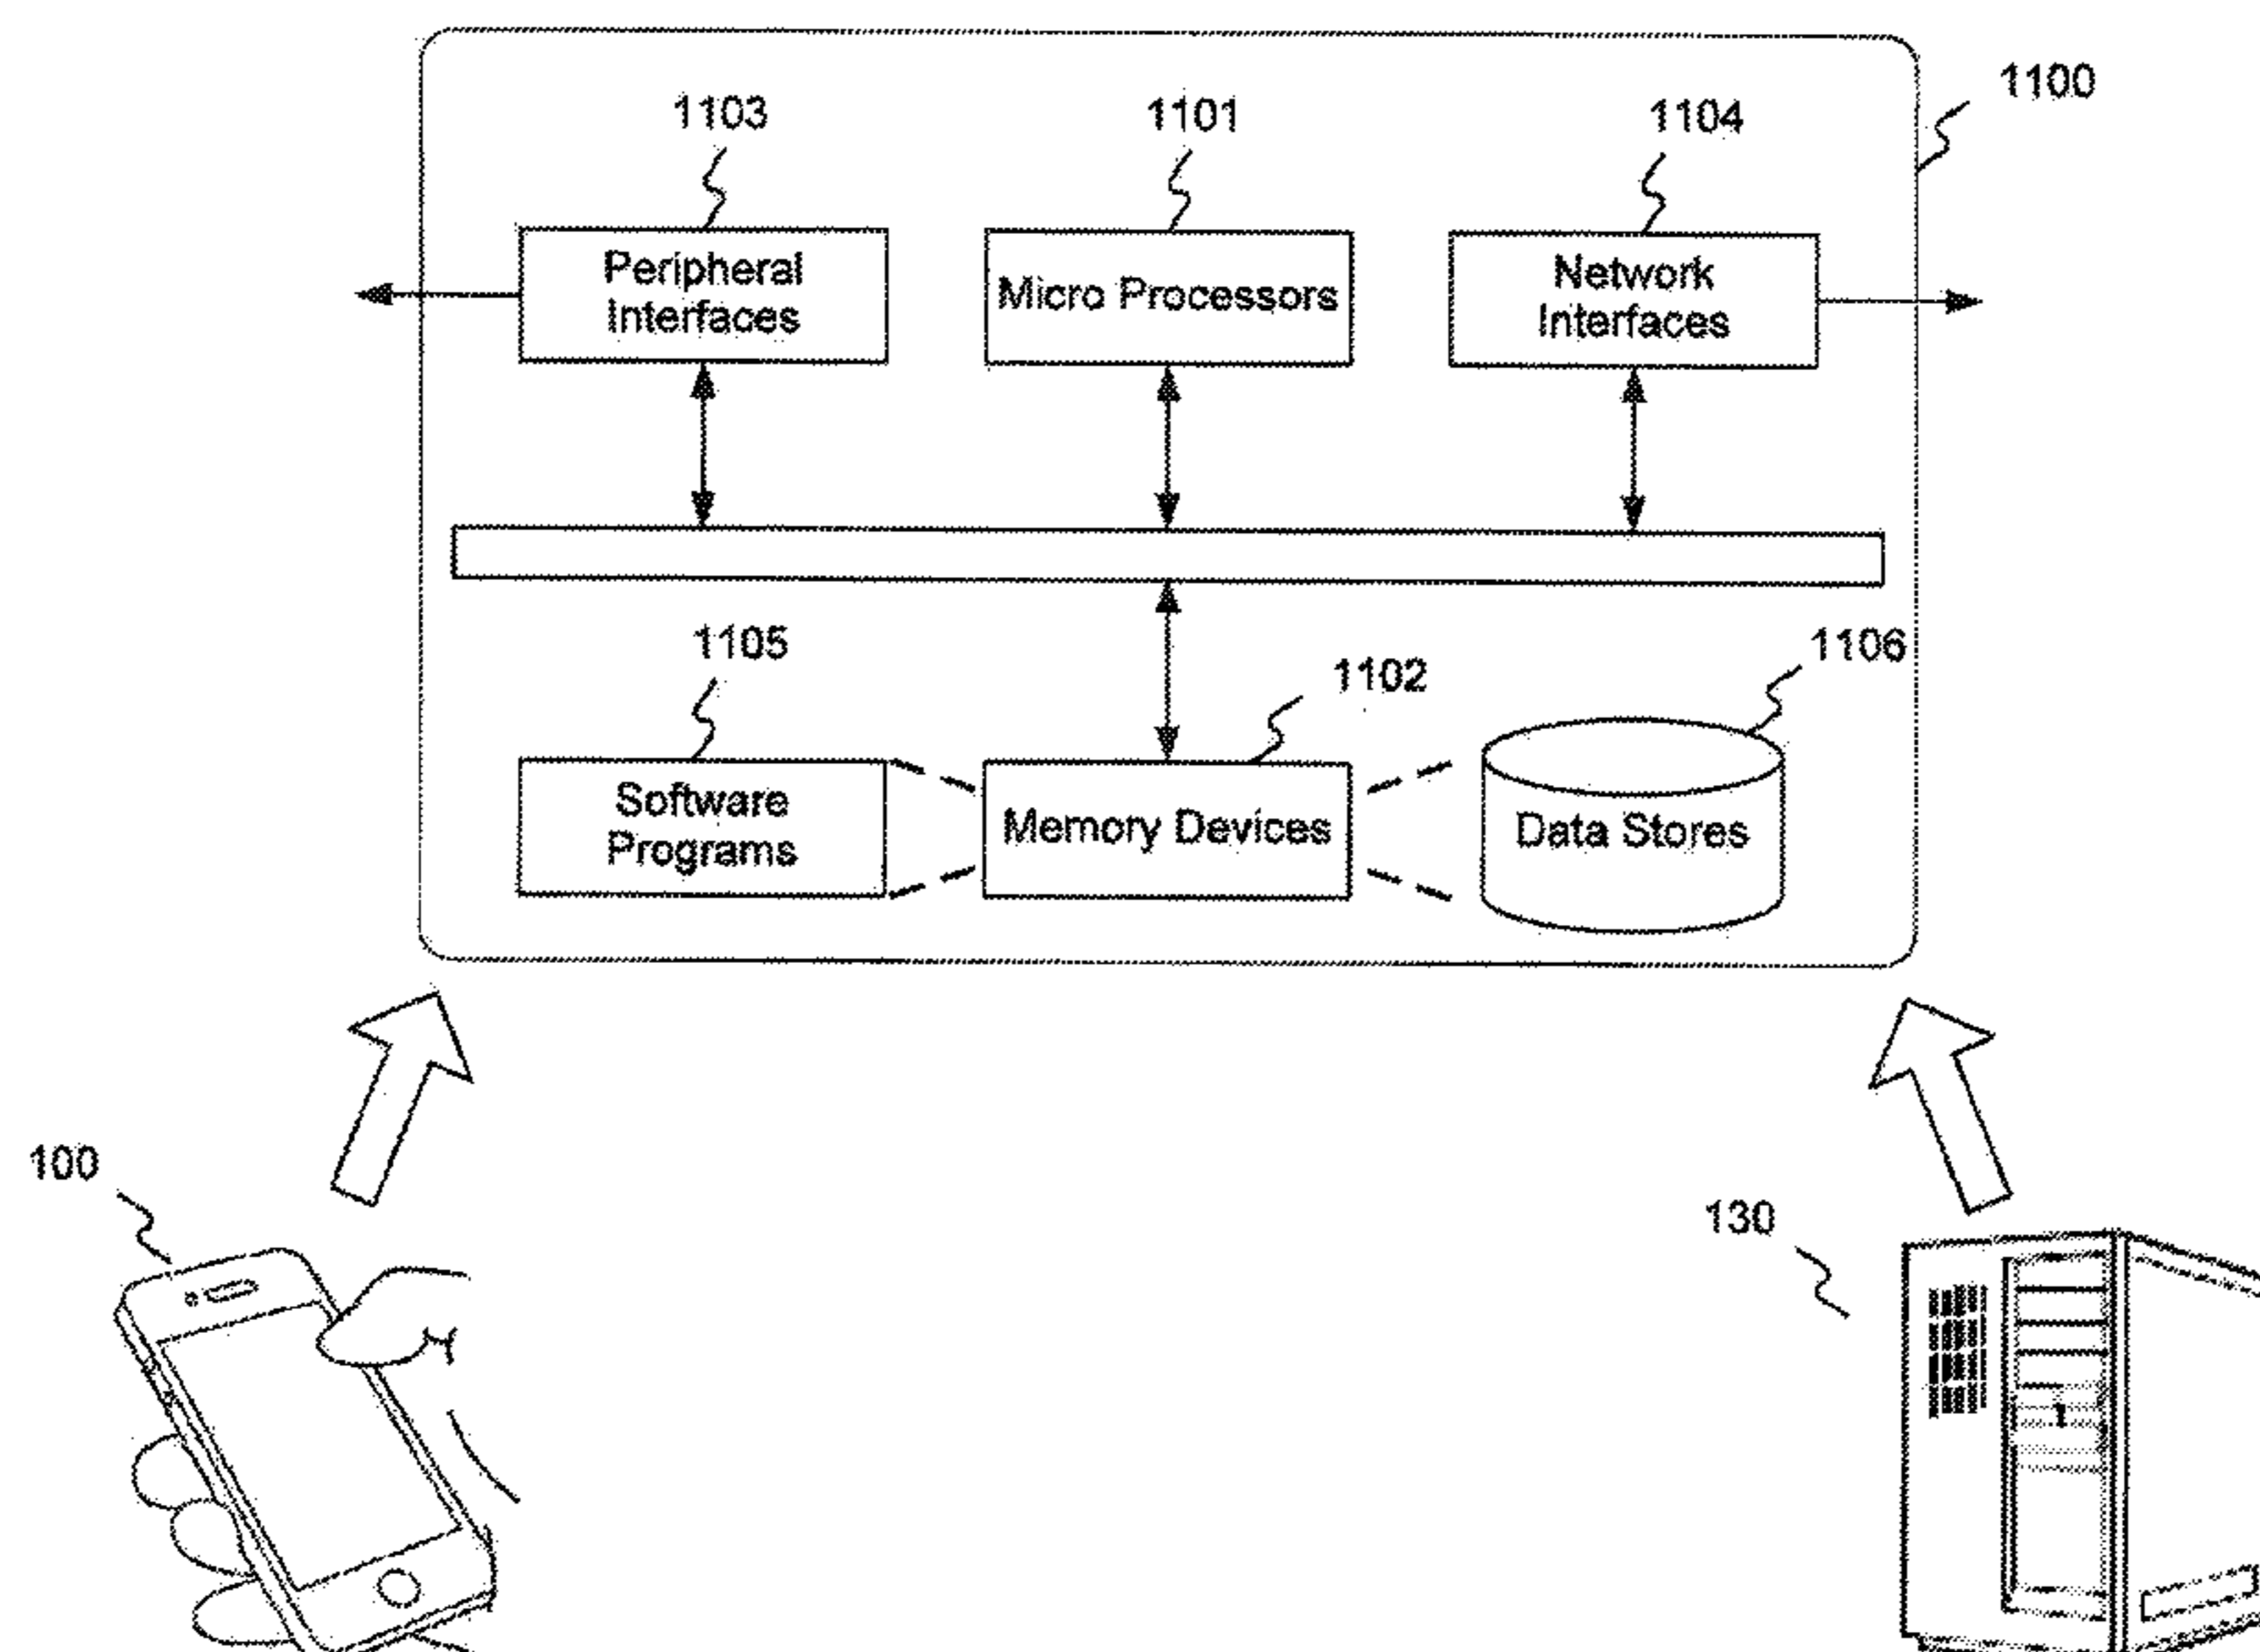 1100
1103
1101
1104
Peripheral
Interfaces
Micro Processors
Network
Interfaces
1105
1102
1106
Software
Programs
Memory Devices
Data Stores
100
130